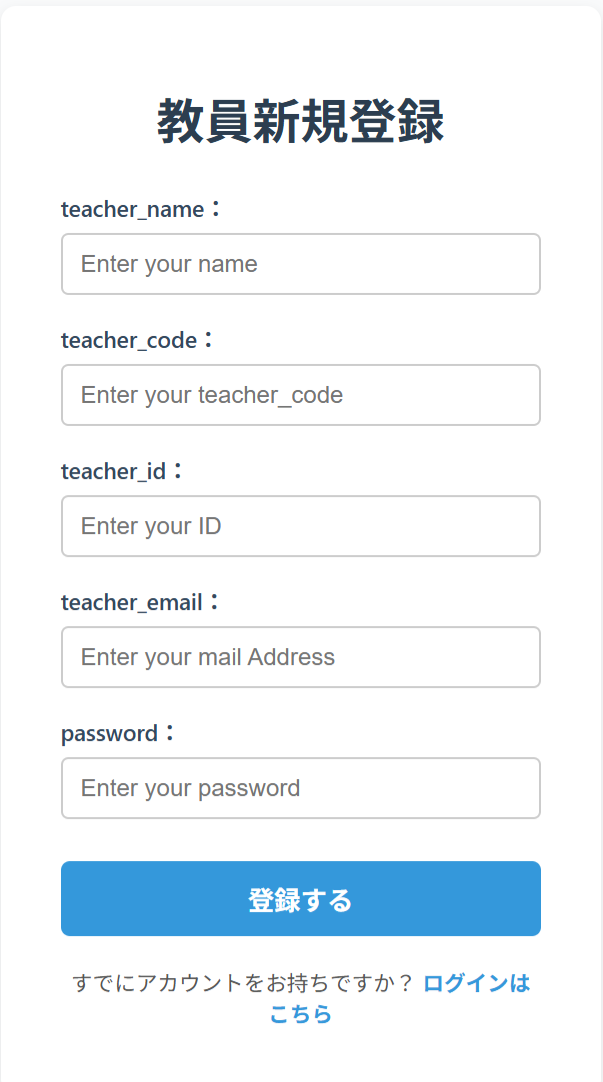 教員新規登録
teacher_name：
Enter your name
teacher_code：
Enter your teacher_code
teacher_id：
Enter your ID
teacher_email：
Enter your mail Address
password：
Enter your password
登録する
すでにアカウントをお持ちですか？ ログインは
こちら